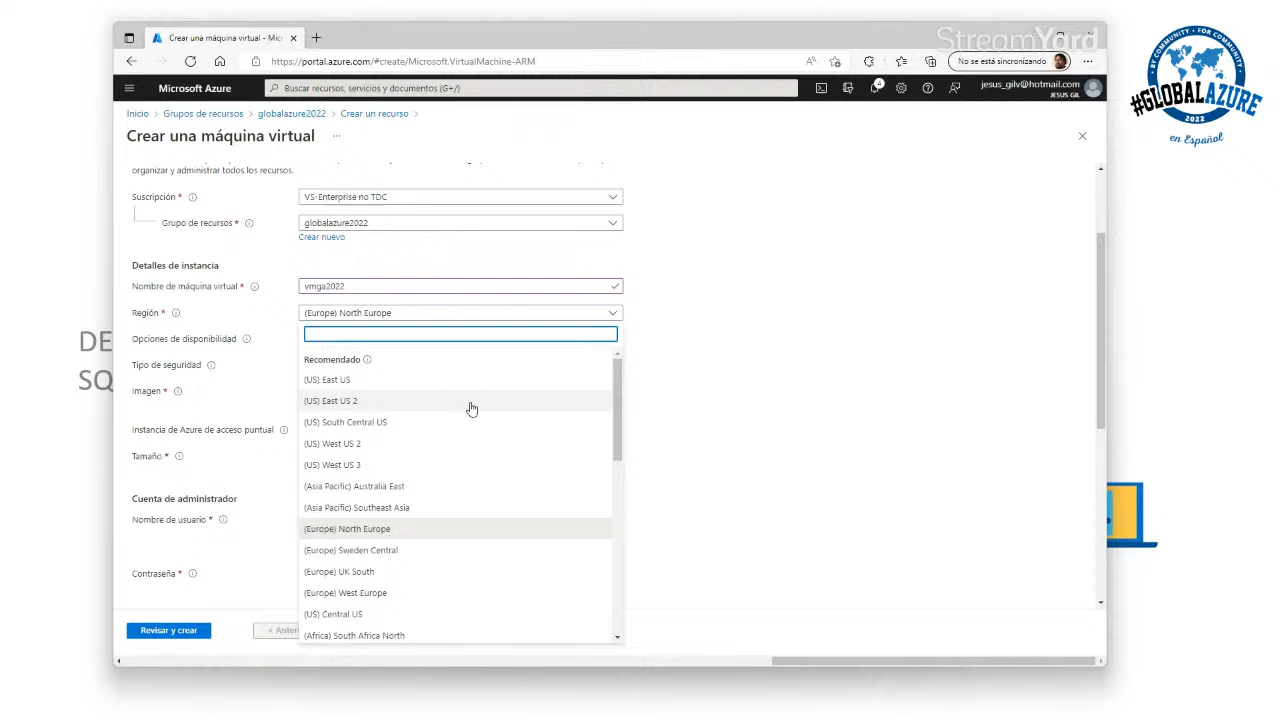 Crear una máquina virtual - Mic
StreamYard
https://portal.azure.com/#create/Microsoft.VirtualMachine-ARM
No se está sincronizando
BY COMMUNITY · FOR COMMUNITY
#GLOBALAZURE
2022
en Español
Microsoft Azure
Buscar recursos, servicios y documentos (G+/)
4
jesus_gilv@hotmail.com
JESUS GIL
Inicio > Grupos de recursos > globalazure2022 > Crear un recurso >
Crear una máquina virtual ...
organizar y administrar todos los recursos.
Suscripción *
VS-Enterprise no TDC
Grupo de recursos *
globalazure2022
Crear nuevo
Detalles de instancia
Nombre de máquina virtual *
vmga2022
Región *
(Europe) North Europe
Opciones de disponibilidad
Tipo de seguridad
Imagen *
Instancia de Azure de acceso puntual
Tamaño *
Cuenta de administrador
Nombre de usuario *
Contraseña *
Recomendado
(US) East US
(US) East US 2
(US) South Central US
(US) West US 2
(US) West US 3
(Asia Pacific) Australia East
(Asia Pacific) Southeast Asia
(Europe) North Europe
(Europe) Sweden Central
(Europe) UK South
(Europe) West Europe
(US) Central US
(Africa) South Africa North
Revisar y crear
< Anteri
DE
SQ